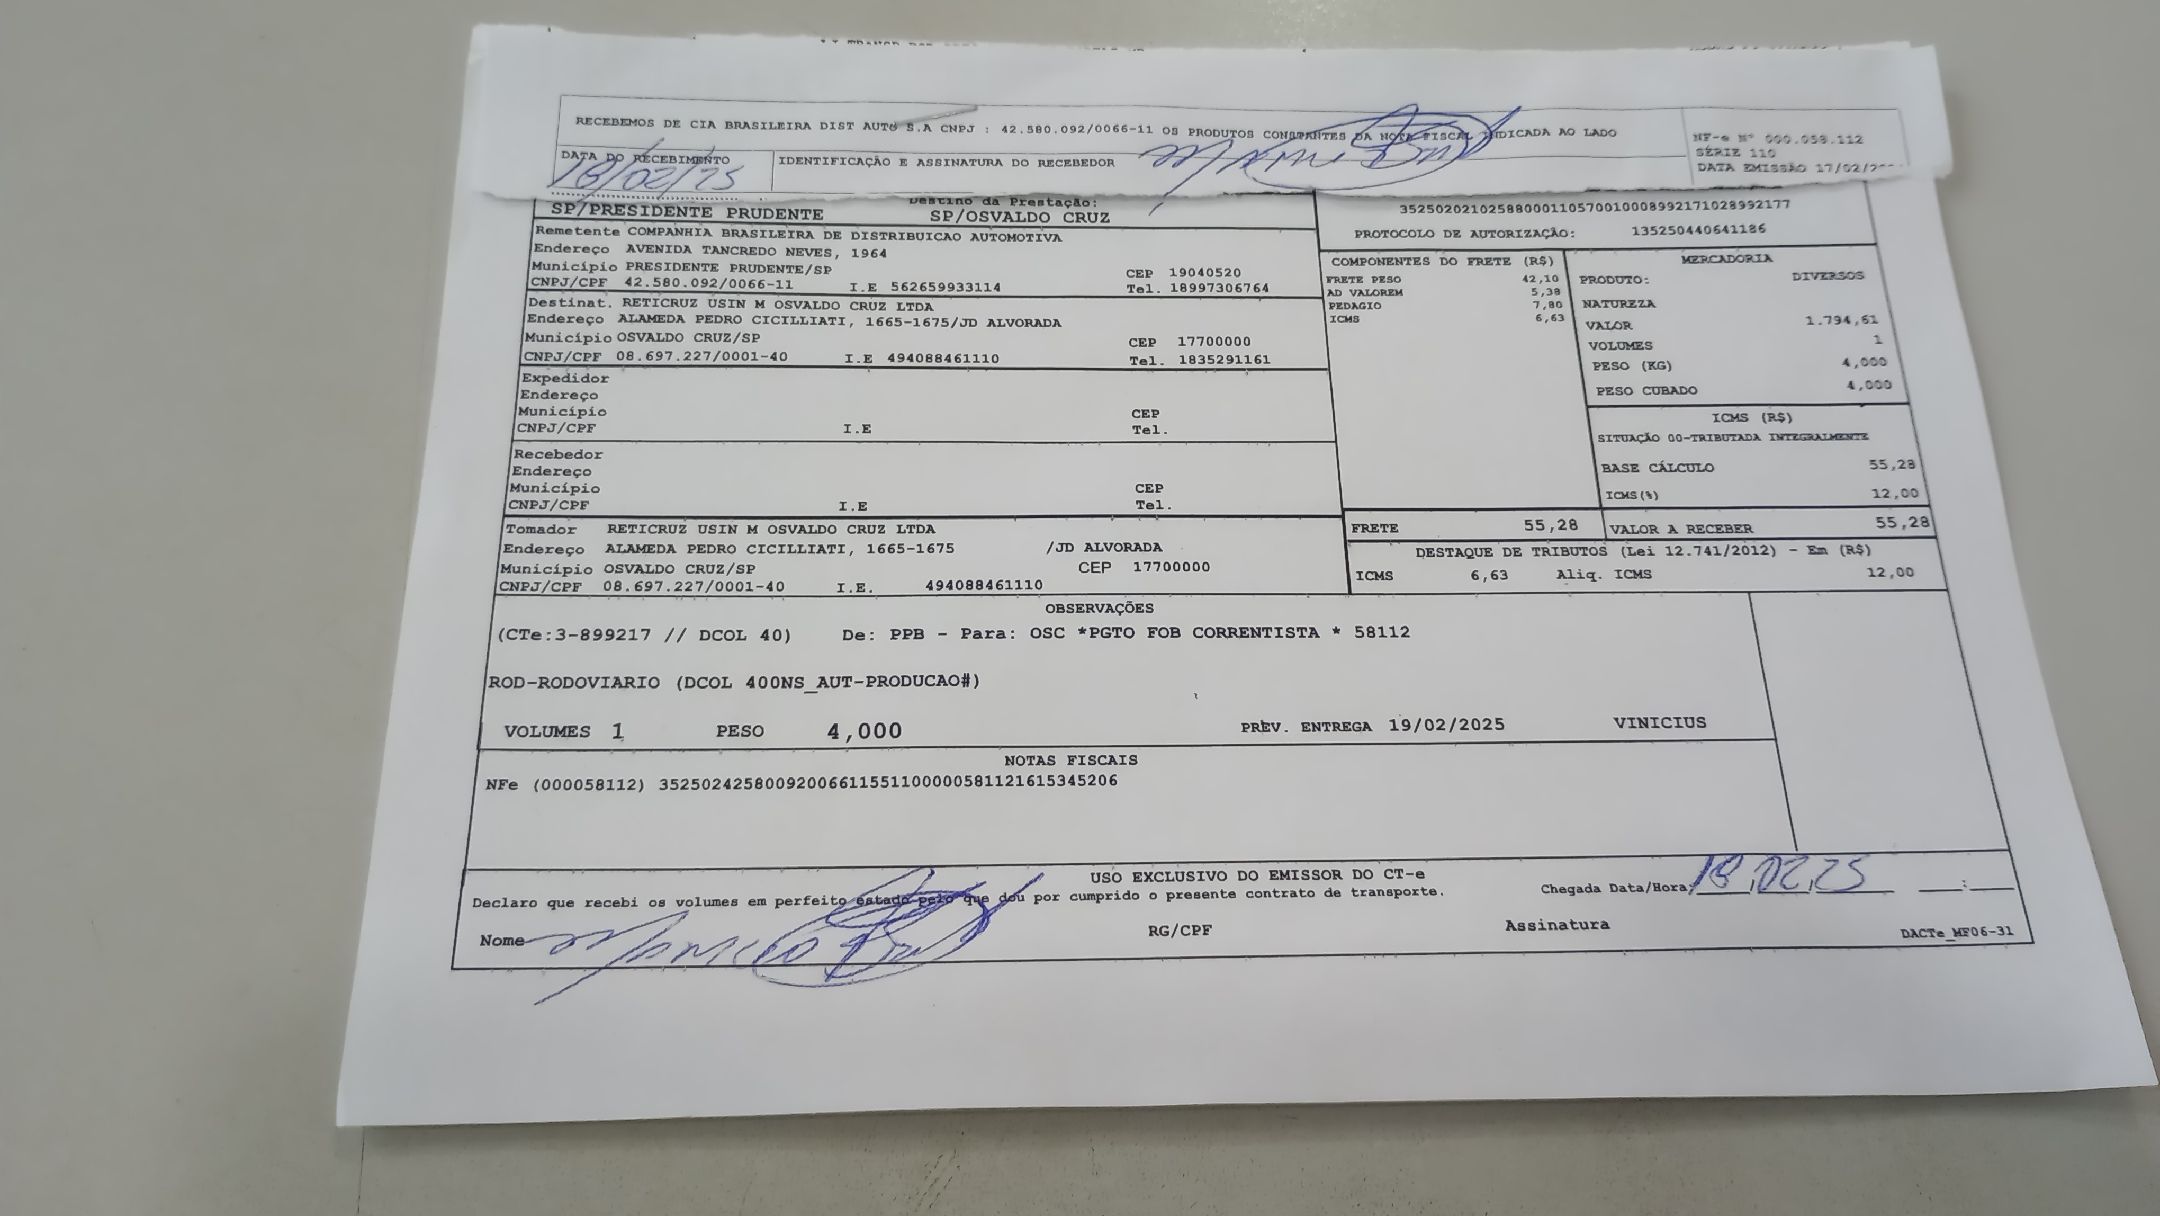 RECEBEMOS DE CIA BRASILEIRA DIST AUTO S.A CNPJ : 42.580.092/0066-11 OS PRODUTOS CONSTANTES DA NOTA FISCAL INDICADA AO LADO
NF-e Nº 000.058.112
SÉRIE 110
DATA EMISSÃO 17/02/2
DATA DO RECEBIMENTO
IDENTIFICAÇÃO E ASSINATURA DO RECEBEDOR
18/02/25
Destino da Prestação:
SP/PRESIDENTE PRUDENTE SP/OSVALDO CRUZ
35250202102588000110570010008992171028992177
PROTOCOLO DE AUTORIZAÇÃO: 135250440641186
Remetente COMPANHIA BRASILEIRA DE DISTRIBUICAO AUTOMOTIVA
Endereço AVENIDA TANCREDO NEVES, 1964
Município PRESIDENTE PRUDENTE/SP CEP 19040520
CNPJ/CPF 42.580.092/0066-11 I.E 562659933114 Tel. 18997306764
Destinat. RETICRUZ USIN M OSVALDO CRUZ LTDA
Endereço ALAMEDA PEDRO CICILLIATI, 1665-1675/JD ALVORADA
Município OSVALDO CRUZ/SP CEP 17700000
CNPJ/CPF 08.697.227/0001-40 I.E 494088461110 Tel. 1835291161
Expedidor
Endereço
Município CEP
CNPJ/CPF I.E Tel.
Recebedor
Endereço
Município CEP
CNPJ/CPF I.E Tel.
Tomador RETICRUZ USIN M OSVALDO CRUZ LTDA
Endereço ALAMEDA PEDRO CICILLIATI, 1665-1675 /JD ALVORADA
Município OSVALDO CRUZ/SP CEP 17700000
CNPJ/CPF 08.697.227/0001-40 I.E. 494088461110
COMPONENTES DO FRETE (R$)
FRETE PESO 42,10
AD VALOREM 5,38
PEDAGIO 7,80
ICMS 6,63
MERCADORIA
PRODUTO: DIVERSOS
NATUREZA
VALOR 1.794,61
VOLUMES 1
PESO (KG) 4,000
PESO CUBADO 4,000
ICMS (R$)
SITUAÇÃO 00-TRIBUTADA INTEGRALMENTE
BASE CÁLCULO 55,28
ICMS(%) 12,00
FRETE 55,28 VALOR A RECEBER 55,28
DESTAQUE DE TRIBUTOS (Lei 12.741/2012) - Em (R$)
ICMS 6,63 Aliq. ICMS 12,00
OBSERVAÇÕES
(CTe:3-899217 // DCOL 40) De: PPB - Para: OSC *PGTO FOB CORRENTISTA * 58112
ROD-RODOVIARIO (DCOL 400NS_AUT-PRODUCAO#)
VOLUMES 1 PESO 4,000 PREV. ENTREGA 19/02/2025 VINICIUS
NOTAS FISCAIS
NFe (000058112) 35250242580092006611551100000581121615345206
USO EXCLUSIVO DO EMISSOR DO CT-e
Declaro que recebi os volumes em perfeito estado pelo que dou por cumprido o presente contrato de transporte.
Chegada Data/Hora: 18.02.25 :
Nome RG/CPF Assinatura
DACTe_MF06-31